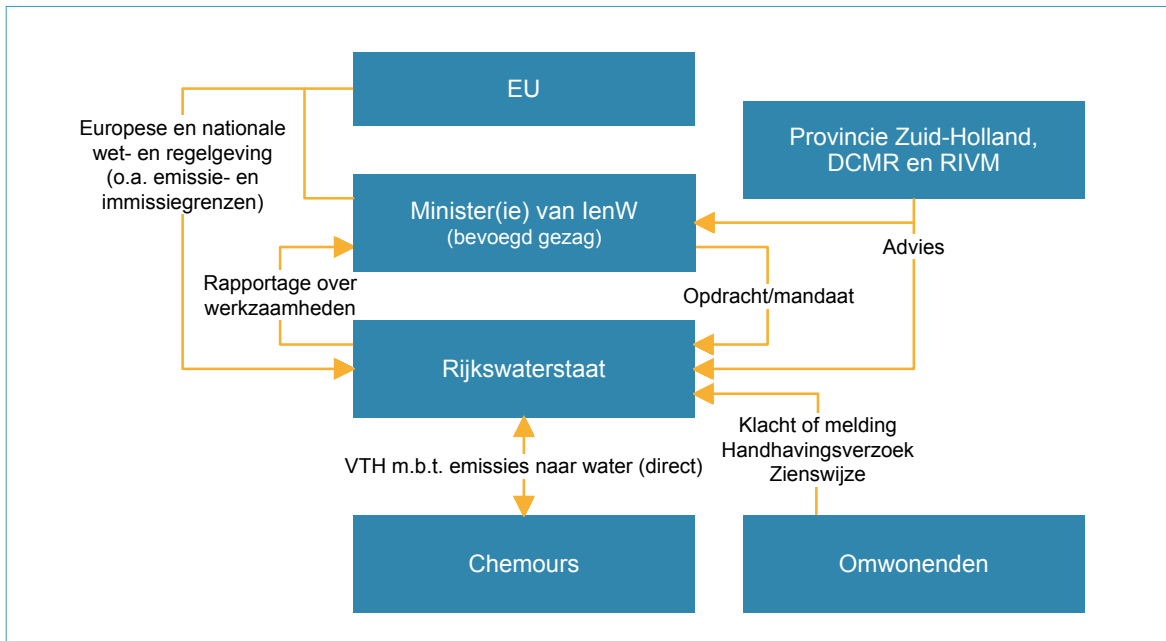 EU
Europese en nationale
wet- en regelgeving
(o.a. emissie- en
immissiegrenzen)
Provincie Zuid-Holland,
DCMR en RIVM
Minister(ie) van IenW
(bevoegd gezag)
Advies
Rapportage over
werkzaamheden
Opdracht/mandaat
Rijkswaterstaat
Klacht of melding
Handhavingsverzoek
Zienswijze
VTH m.b.t. emissies naar water (direct)
Chemours
Omwonenden